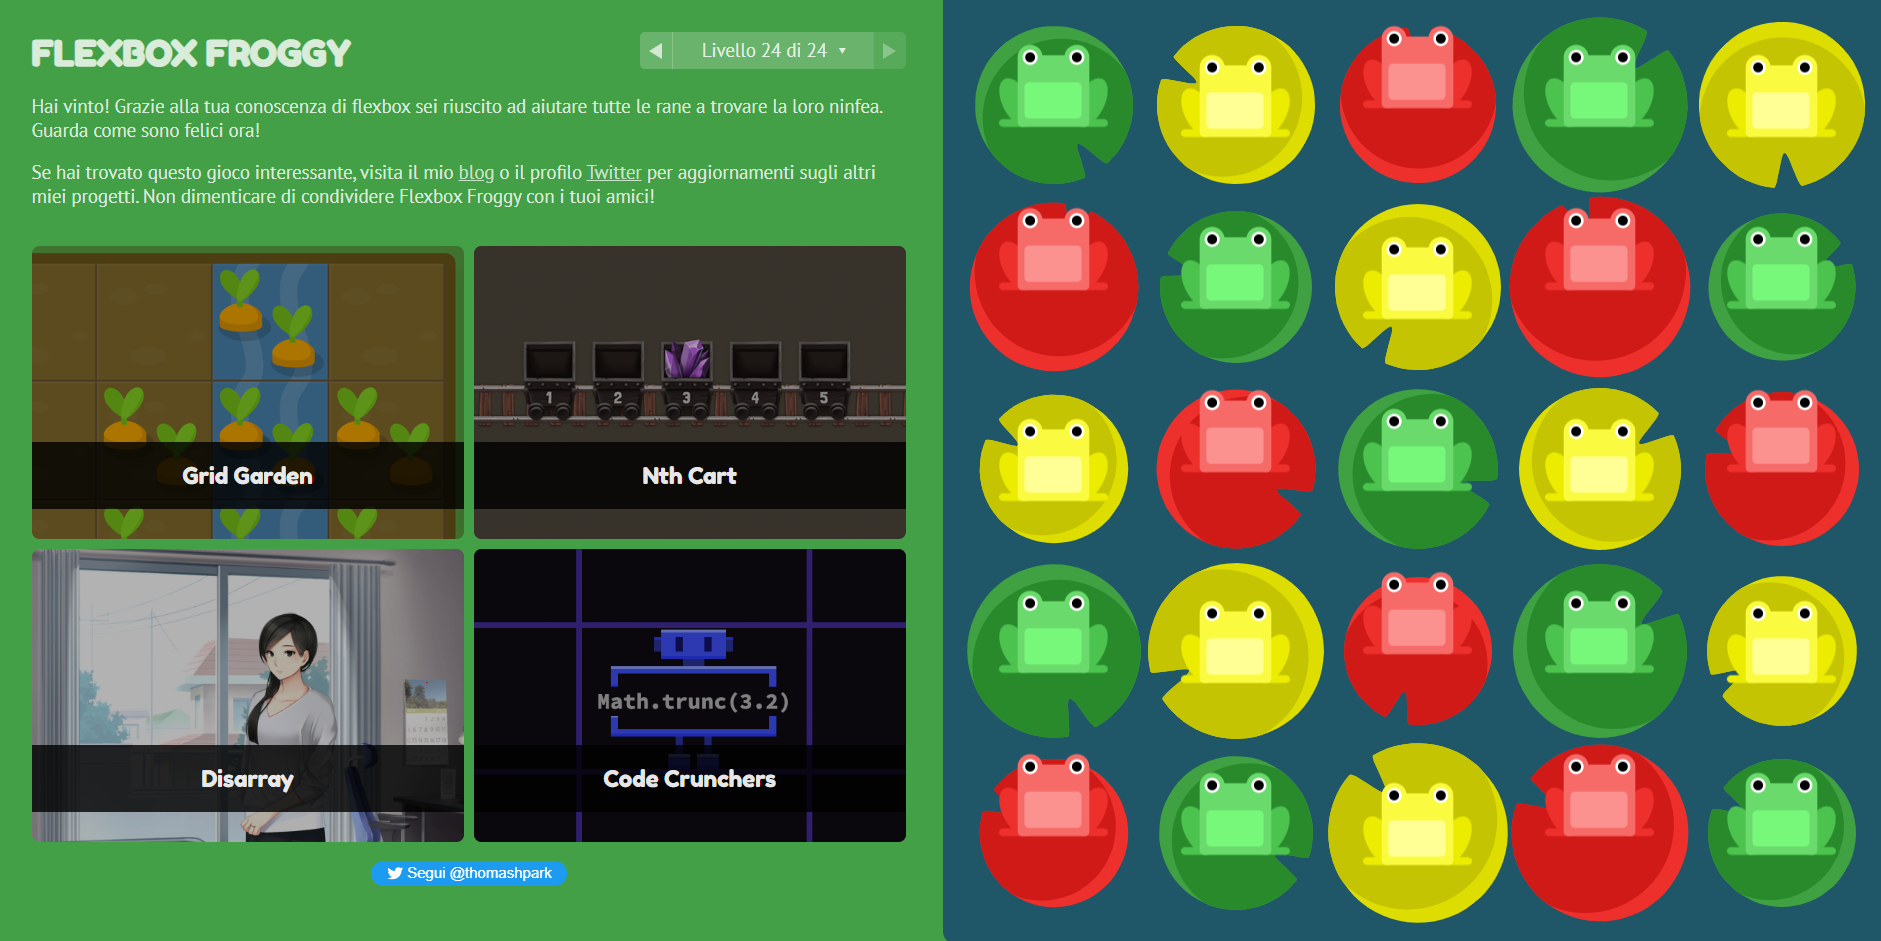 FLEXBOX FROGGY
Livello 24 di 24
Hai vinto! Grazie alla tua conoscenza di flexbox sei riuscito ad aiutare tutte le rane a trovare la loro ninfea.
Guarda come sono felici ora!
Se hai trovato questo gioco interessante, visita il mio blog o il profilo Twitter per aggiornamenti sugli altri
miei progetti. Non dimenticare di condividere Flexbox Froggy con i tuoi amici!
1 2 3 4 5
Grid Garden
Nth Cart
Math.trunc(3.2)
Disarray
Code Crunchers
Segui @thomashpark